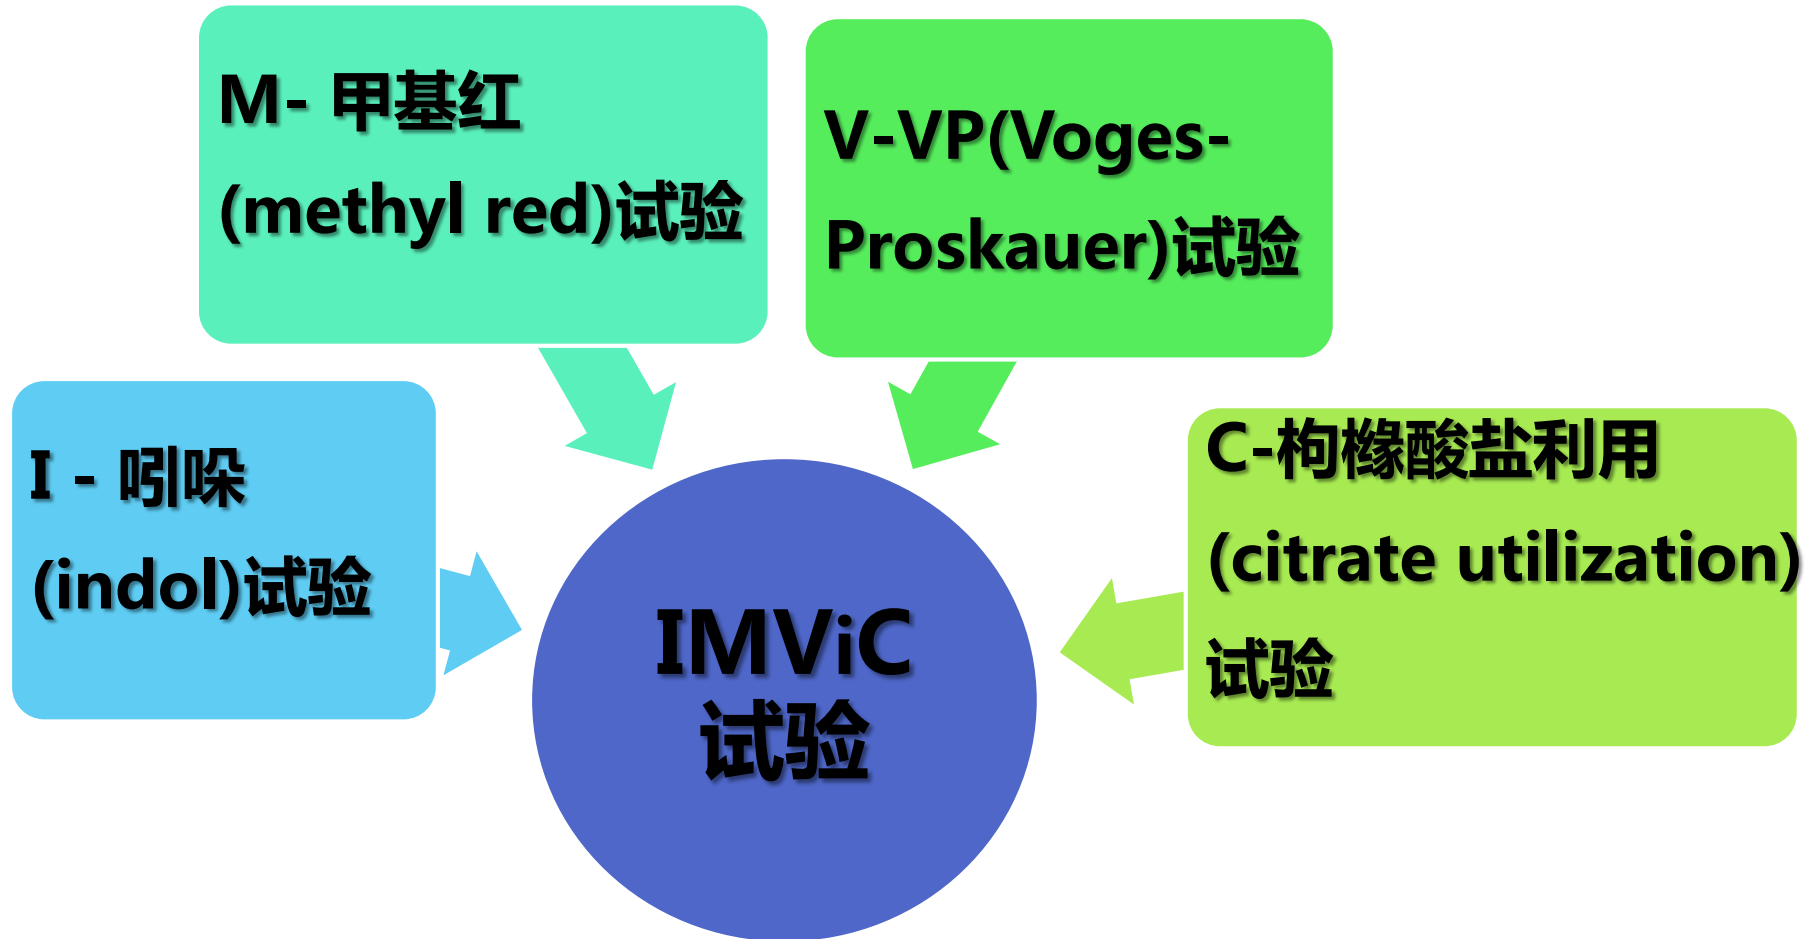 M- 甲基红
(methyl red)试验
V-VP(Voges-
Proskauer)试验
I - 吲哚
(indol)试验
C-枸橼酸盐利用
(citrate utilization)
试验
IMViC
试验